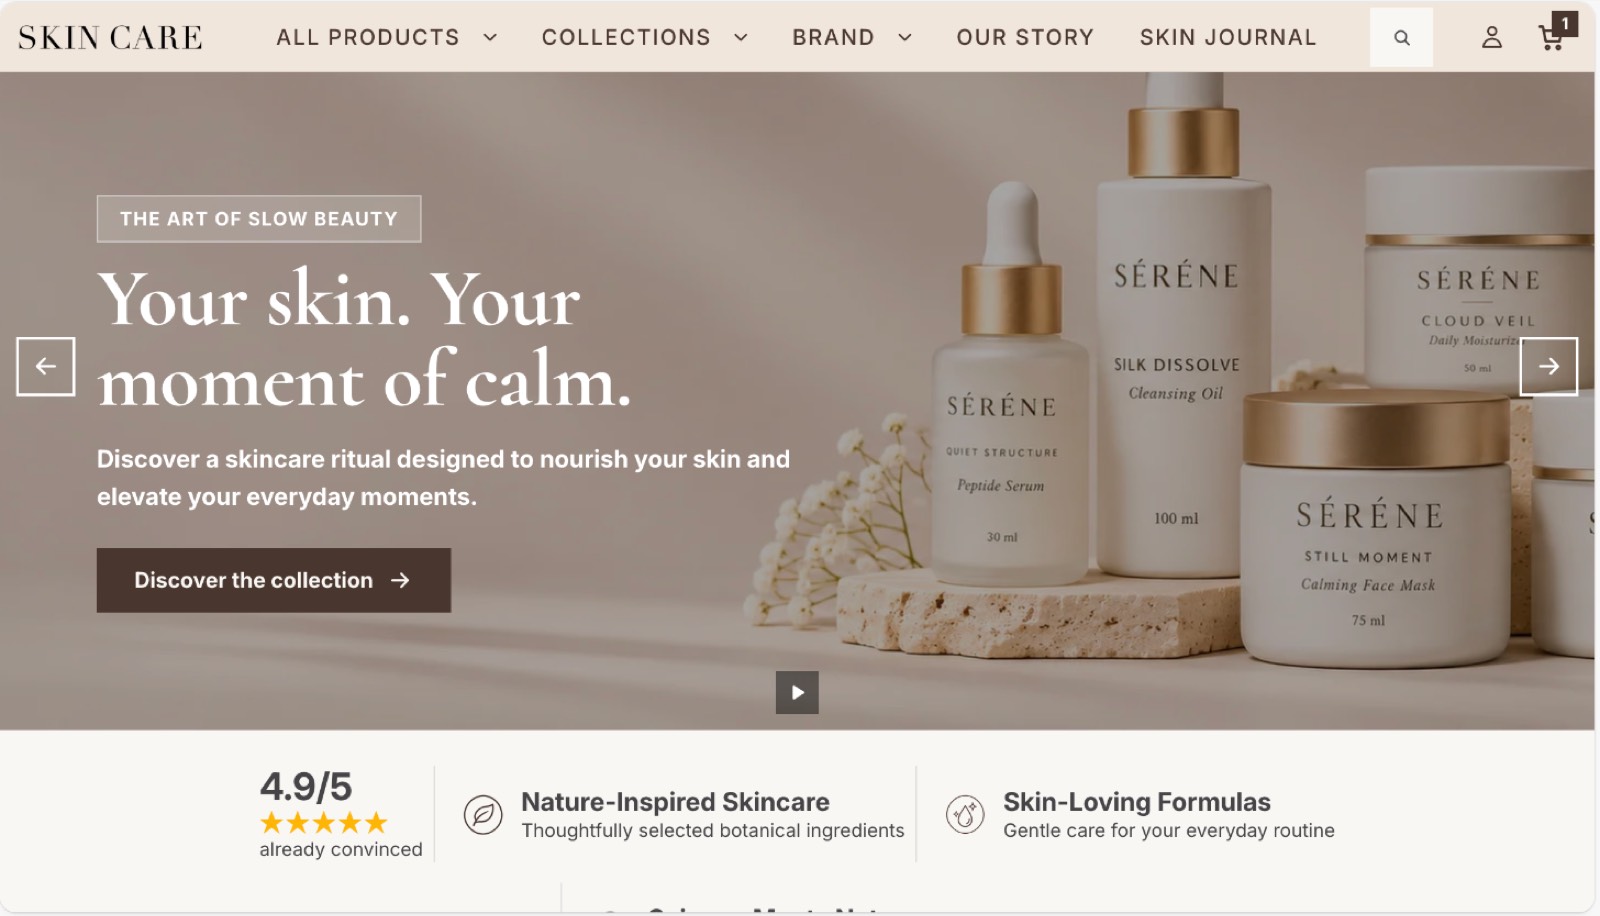 SKIN CARE
ALL PRODUCTS
COLLECTIONS
BRAND
OUR STORY
SKIN JOURNAL
1
THE ART OF SLOW BEAUTY
Your skin. Your
moment of calm.
Discover a skincare ritual designed to nourish your skin and
elevate your everyday moments.
Discover the collection
SÉRÉNE
QUIET STRUCTURE
Peptide Serum
30 ml
SÉRÉNE
SILK DISSOLVE
Cleansing Oil
100 ml
SÉRÉNE
CLOUD VEIL
Daily
50 ml
SÉRÉNE
STILL MOMENT
Calming Face Mask
75 ml
4.9/5
already convinced
Nature-Inspired Skincare
Thoughtfully selected botanical ingredients
Skin-Loving Formulas
Gentle care for your everyday routine